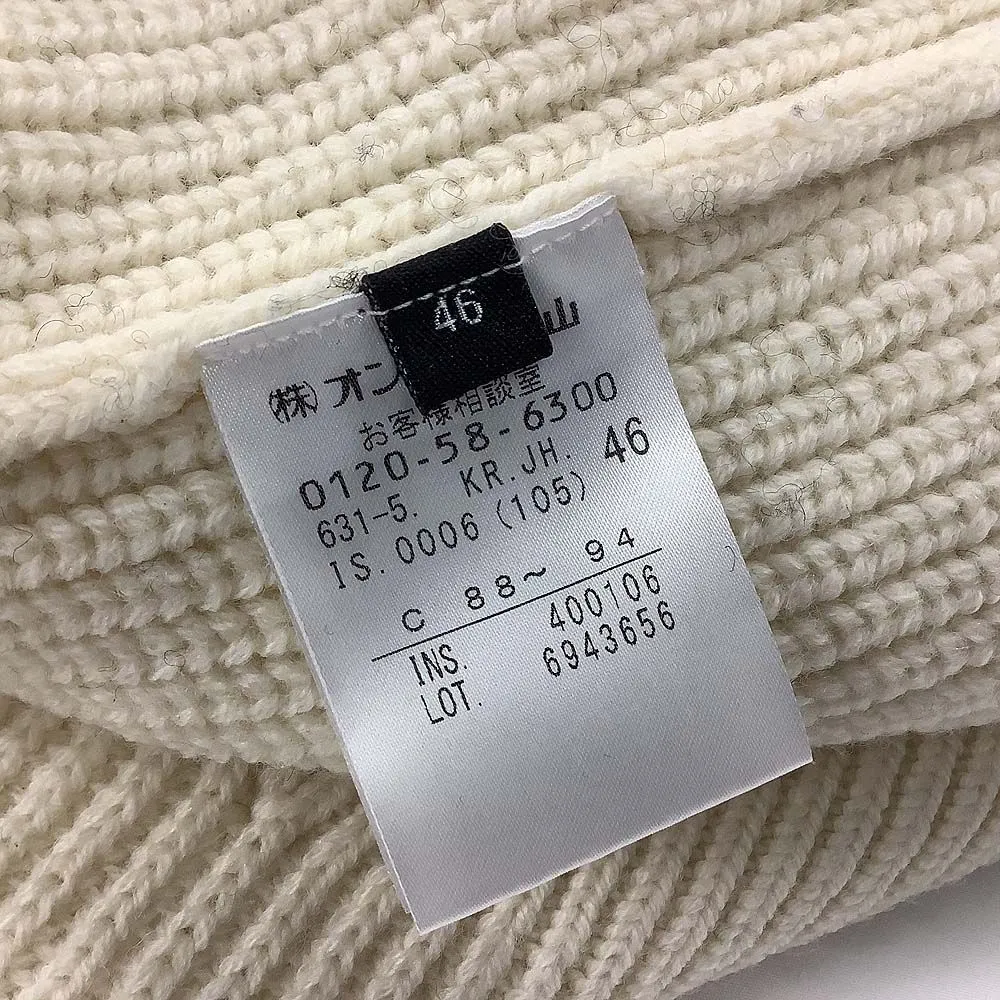 46
(株)オン 山
お客様相談室
0120-58-6300
631-5. KR.JH. 46
IS.0006(105)
C 88~ 94
INS. 400106
LOT. 6943656